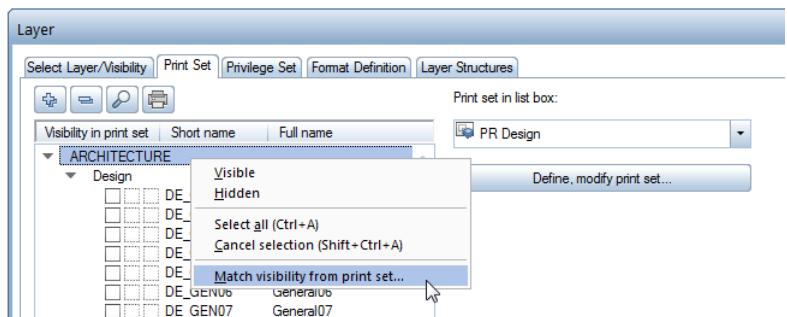 Layer
Select Layer/Visibility Print Set Privilege Set Format Definition Layer Structures
Print set in list box:
Visibility in print set Short name Full name
PR Design
ARCHITECTURE
Define, modify print set...
Design
Visible
Hidden
Select all (Ctrl+A)
Cancel selection (Shift+Ctrl+A)
Match visibility from print set...
DE_
DE_
DE_
DE_
DE_
DE_GEN06 General06
DE_GEN07 General07